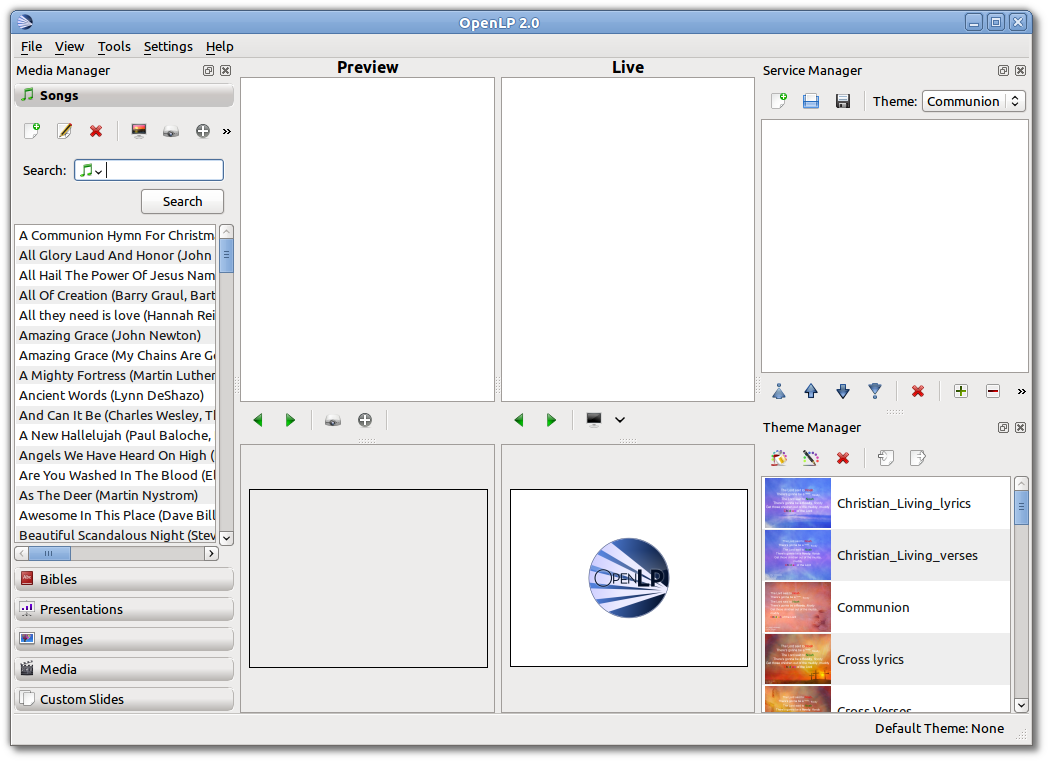 OpenLP 2.0
File View Tools Settings Help
Media Manager
Songs
Search:
Search
A Communion Hymn For Christma
All Glory Laud And Honor (John
All Hail The Power Of Jesus Nam
All Of Creation (Barry Graul, Bart
All they need is love (Hannah Rei
Amazing Grace (John Newton)
Amazing Grace (My Chains Are Go
A Mighty Fortress (Martin Luther
Ancient Words (Lynn DeShazo)
And Can It Be (Charles Wesley, Th
A New Hallelujah (Paul Baloche,
Angels We Have Heard On High (
Are You Washed In The Blood (El
As The Deer (Martin Nystrom)
Awesome In This Place (Dave Bill
Beautiful Scandalous Night (Stev
Bibles
Presentations
Images
Media
Custom Slides
Preview
Live
OpenLP
Service Manager
Theme: Communion
Theme Manager
Christian_Living_lyrics
Christian_Living_verses
Communion
Cross lyrics
Cross Verses
Default Theme: None